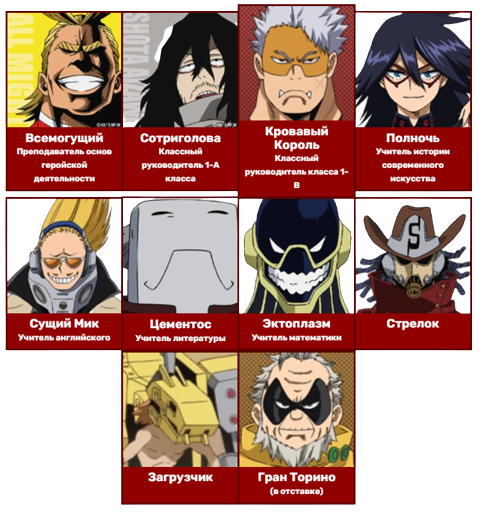 ALL MIGHT
SHOTA AIZAWA
Всемогущий
Преподаватель основ
геройской
деятельности
Сотриголова
Классный
руководитель 1-А
класса
Кровавый
Король
Классный
руководитель класса 1-
B
Полночь
Учитель истории
современного
искусства
S
Сущий Мик
Учитель английского
Цементос
Учитель литературы
Эктоплазм
Учитель математики
Стрелок
Загрузчик
Гран Торино
(в отставке)